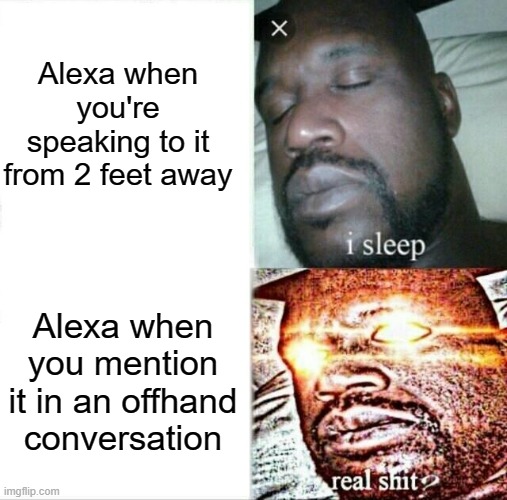 Alexa when
you're
speaking to it
from 2 feet away
i sleep
Alexa when
you mention
it in an offhand
conversation
real shit?
imgflip.com